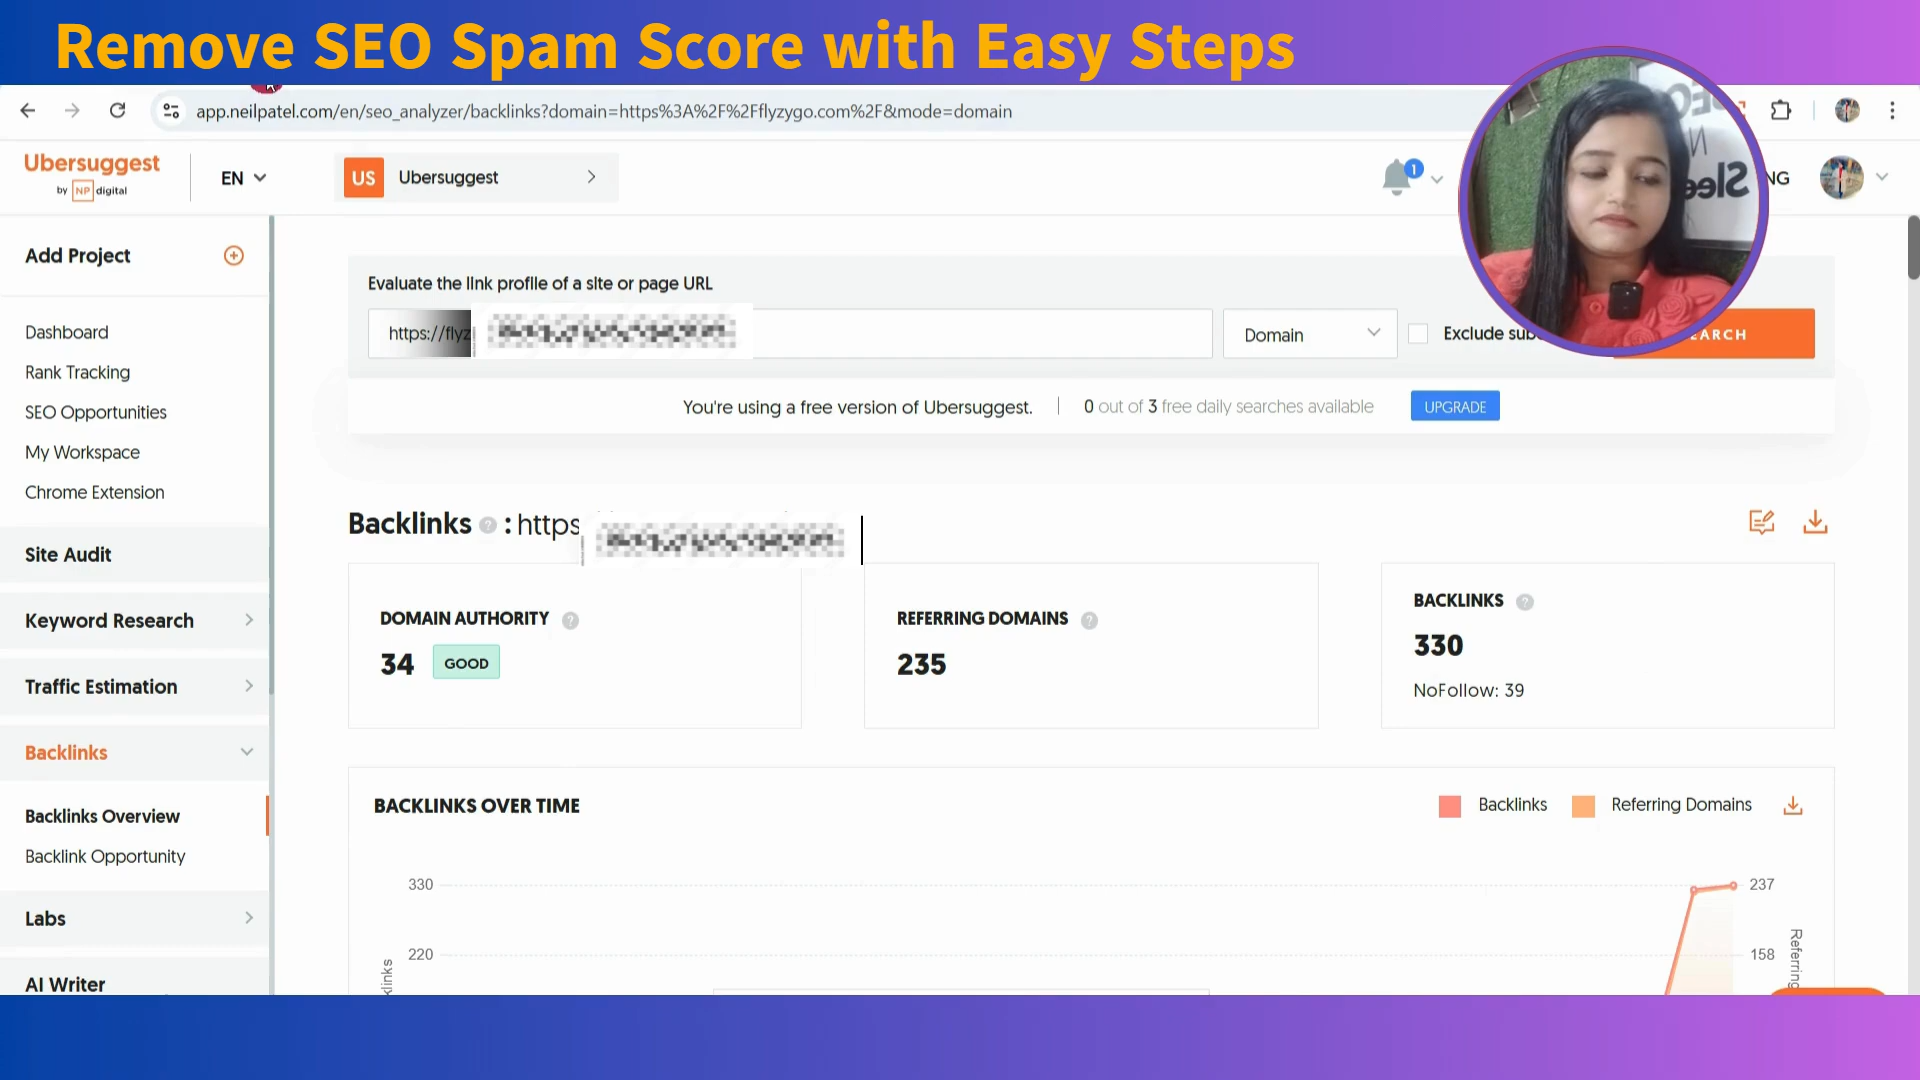 Remove SEO Spam Score with Easy Steps
app.neilpatel.com/en/seo_analyzer/backlinks?domain=https%3A%2F%2Fflyzygo.com%2F&mode=domain
Ubersuggest
by NP digital
EN
US Ubersuggest
1
NG
Add Project
Dashboard
Rank Tracking
SEO Opportunities
My Workspace
Chrome Extension
Site Audit
Keyword Research
Traffic Estimation
Backlinks
Backlinks Overview
Backlink Opportunity
Labs
AI Writer
Evaluate the link profile of a site or page URL
https://flyz
Domain
Exclude sub
EARCH
You're using a free version of Ubersuggest.
0 out of 3 free daily searches available
UPGRADE
Backlinks : https
DOMAIN AUTHORITY
34 GOOD
REFERRING DOMAINS
235
BACKLINKS
330
NoFollow: 39
BACKLINKS OVER TIME
Backlinks
Referring Domains
330
237
220
158
klinks
Referring